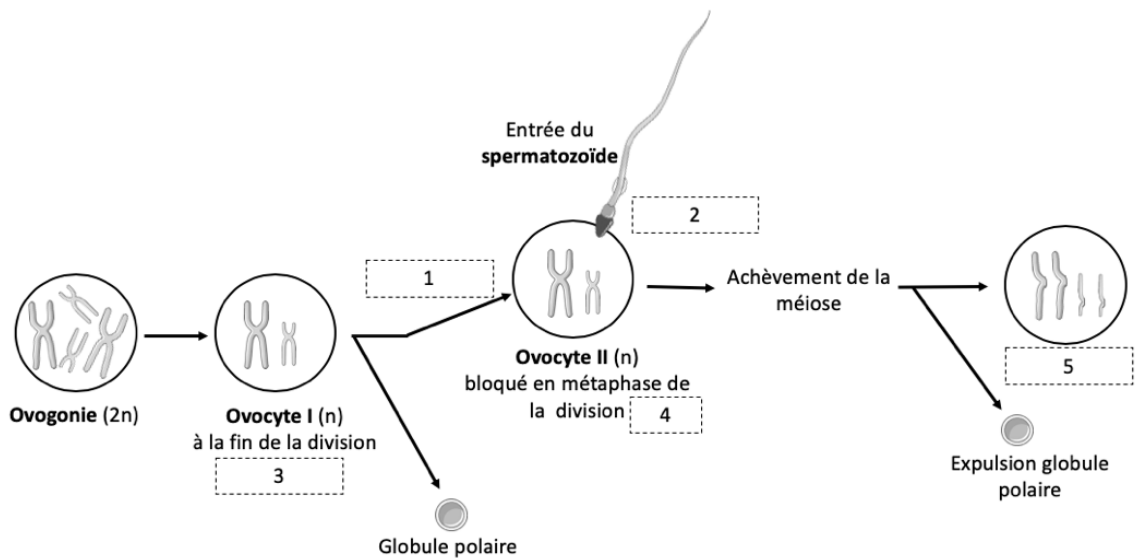 Entrée du
spermatozoïde
2
1
Achèvement de la
méiose
Ovogonie (2n)
Ovocyte I (n)
à la fin de la division
3
Ovocyte II (n)
bloqué en métaphase de
la division 4
5
Globule polaire
Expulsion globule
polaire